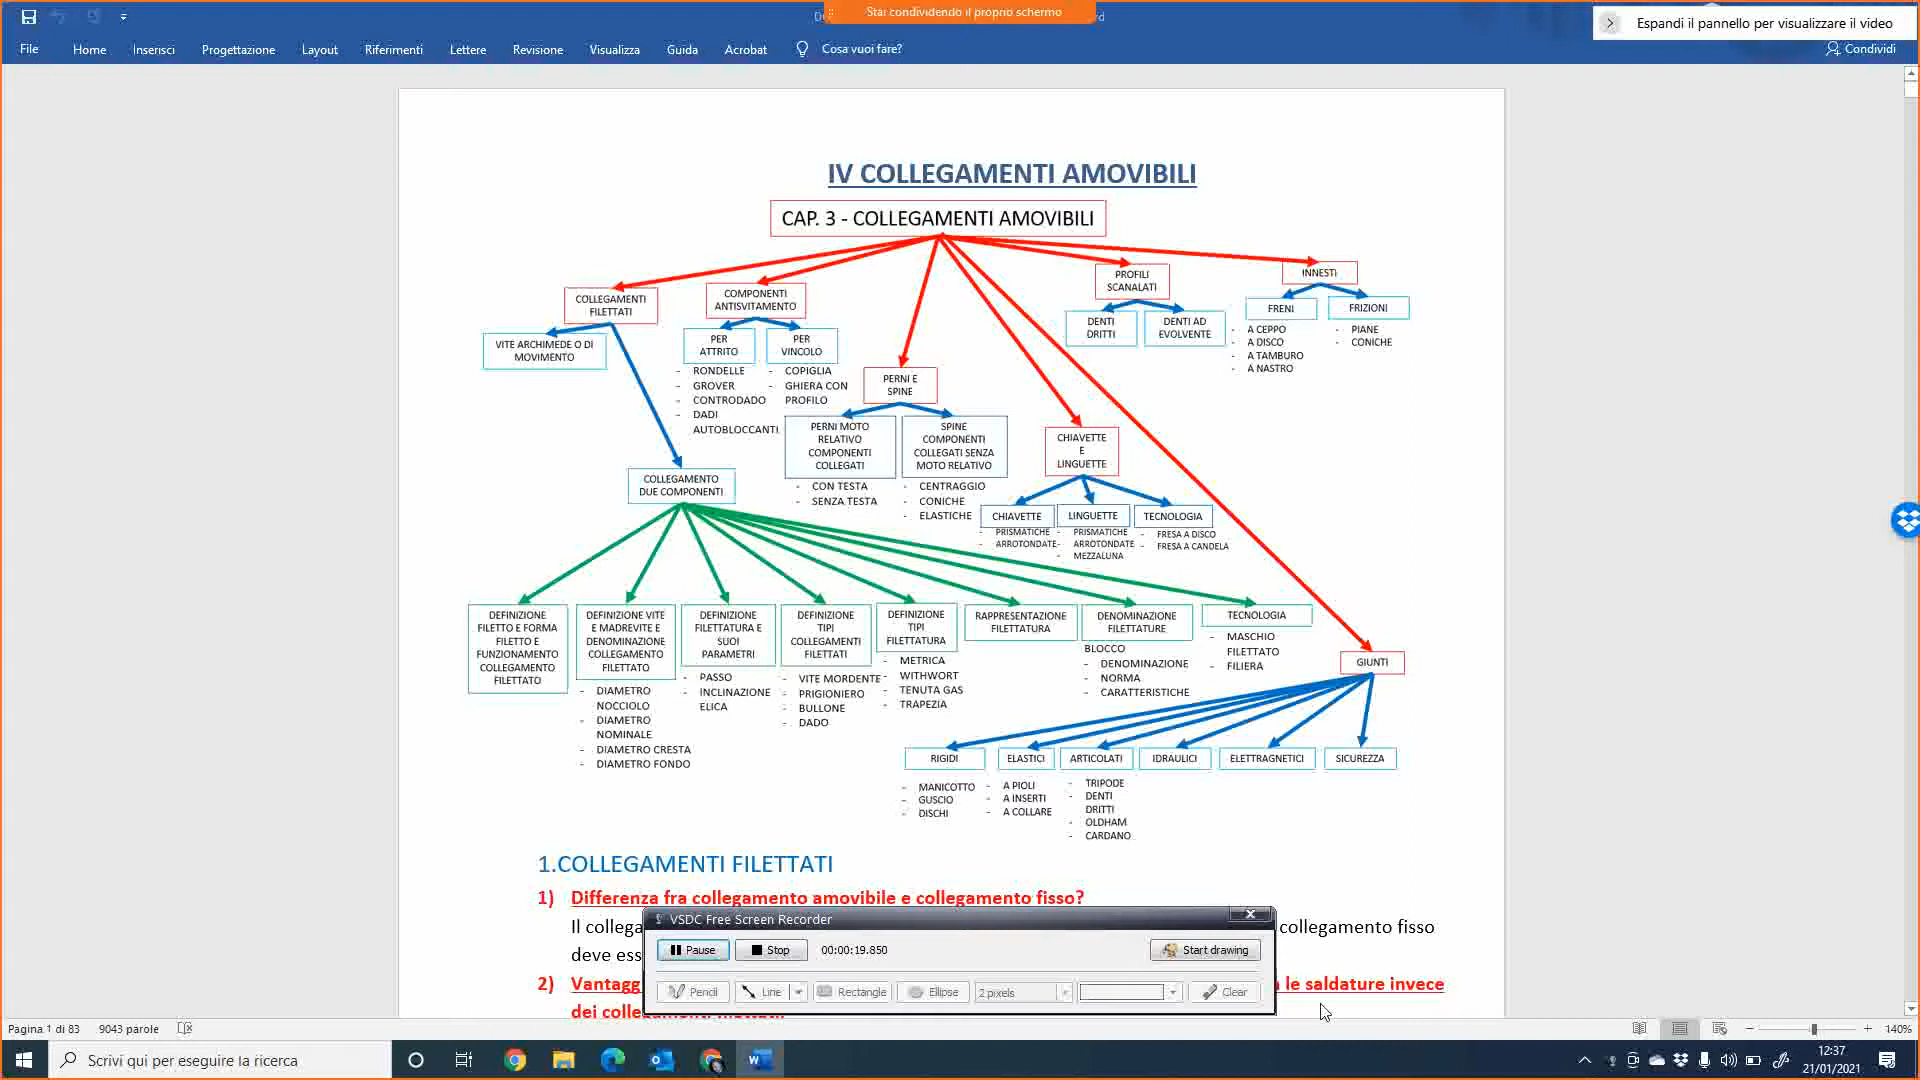 Stai condividendo il proprio schermo
Espandi il pannello per visualizzare il video
File Home Inserisci Progettazione Layout Riferimenti Lettere Revisione Visualizza Guida Acrobat Cosa vuoi fare? Condividi
IV COLLEGAMENTI AMOVIBILI
CAP. 3 - COLLEGAMENTI AMOVIBILI
COLLEGAMENTI
FILETTATI
VITE ARCHIMEDE O DI
MOVIMENTO
COMPONENTI
ANTISVITAMENTO
PER
ATTRITO
- RONDELLE
- GROVER
- CONTRODADO
- DADI
AUTOBLOCCANTI
PER
VINCOLO
- COPIGLIA
- GHIERA CON
PROFILO
PERNI E
SPINE
PERNI MOTO
RELATIVO
COMPONENTI
COLLEGATI
- CON TESTA
- SENZA TESTA
SPINE
COMPONENTI
COLLEGATI SENZA
MOTO RELATIVO
- CENTRAGGIO
- CONICHE
- ELASTICHE
PROFILI
SCANALATI
DENTI
DRITTI
DENTI AD
EVOLVENTE
INNESTI
FRENI
- A CEPPO
- A DISCO
- A TAMBURO
- A NASTRO
FRIZIONI
- PIANE
- CONICHE
CHIAVETTE
E
LINGUETTE
CHIAVETTE
- PRISMATICHE
- ARROTONDATE
LINGUETTE
- PRISMATICHE
- ARROTONDATE
- MEZZALUNA
TECNOLOGIA
- FRESA A DISCO
- FRESA A CANDELA
COLLEGAMENTO
DUE COMPONENTI
DEFINIZIONE
FILETTO E FORMA
FILETTO E
FUNZIONAMENTO
COLLEGAMENTO
FILETTATO
DEFINIZIONE VITE
E MADREVITE E
DENOMINAZIONE
COLLEGAMENTO
FILETTATO
- DIAMETRO
NOCCIOLO
- DIAMETRO
NOMINALE
- DIAMETRO CRESTA
- DIAMETRO FONDO
DEFINIZIONE
FILETTATURA E
SUOI
PARAMETRI
- PASSO
- INCLINAZIONE
ELICA
DEFINIZIONE
TIPI
COLLEGAMENTI
FILETTATI
- VITE MORDENTE
- PRIGIONIERO
- BULLONE
- DADO
DEFINIZIONE
TIPI
FILETTATURA
- METRICA
- WITHWORT
- TENUTA GAS
- TRAPEZIA
RAPPRESENTAZIONE
FILETTATURA
DENOMINAZIONE
FILETTATURE
BLOCCO
- DENOMINAZIONE
- NORMA
- CARATTERISTICHE
TECNOLOGIA
- MASCHIO
FILETTATO
- FILIERA
GIUNTI
RIGIDI
- MANICOTTO
- GUSCIO
- DISCHI
ELASTICI
- A PIOLI
- A INSERTI
- A COLLARE
ARTICOLATI
- TRIPODE
- DENTI
DRITTI
- OLDHAM
- CARDANO
IDRAULICI
ELETTRAGNETICI
SICUREZZA
1.COLLEGAMENTI FILETTATI
1) Differenza fra collegamento amovibile e collegamento fisso?
Il collega collegamento fisso
deve ess
2) Vantagg le saldature invece
dei
VSDC Free Screen Recorder
Pause Stop 00:00:19.850 Start drawing
Pencil Line Rectangle Ellipse 2 pixels Clear
Pagina 1 di 83 9043 parole 140%
Scrivi qui per eseguire la ricerca
12:37
21/01/2021